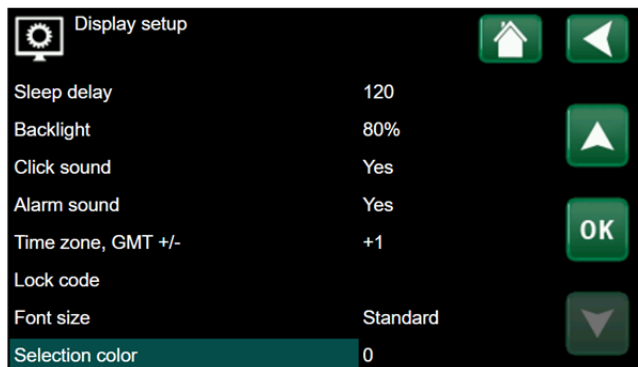 Display setup
Sleep delay 120
Backlight 80%
Click sound Yes
Alarm sound Yes
Time zone, GMT +/- +1
OK
Lock code
Font size Standard
Selection color 0